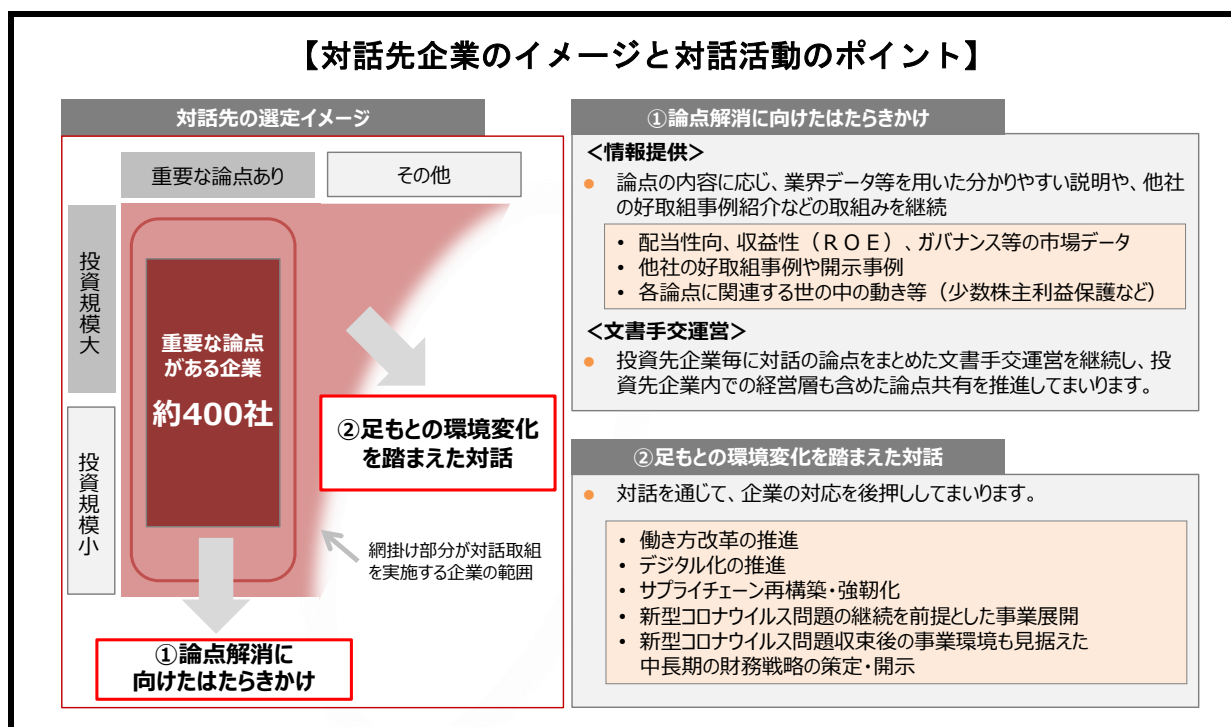 【対話先企業のイメージと対話活動のポイント】
対話先の選定イメージ
重要な論点あり
その他
投資規模大
投資規模小
重要な論点
がある企業
約400社
②足もとの環境変化
を踏まえた対話
網掛け部分が対話取組
を実施する企業の範囲
①論点解消に
向けたはたらきかけ
①論点解消に向けたはたらきかけ
＜情報提供＞
● 論点の内容に応じ、業界データ等を用いた分かりやすい説明や、他社
の好取組事例紹介などの取組みを継続
• 配当性向、収益性（ＲＯＥ）、ガバナンス等の市場データ
• 他社の好取組事例や開示事例
• 各論点に関連する世の中の動き等（少数株主利益保護など）
＜文書手交運営＞
● 投資先企業毎に対話の論点をまとめた文書手交運営を継続し、投
資先企業内での経営層も含めた論点共有を推進してまいります。
②足もとの環境変化を踏まえた対話
● 対話を通じて、企業の対応を後押ししてまいります。
• 働き方改革の推進
• デジタル化の推進
• サプライチェーン再構築・強靭化
• 新型コロナウイルス問題の継続を前提とした事業展開
• 新型コロナウイルス問題収束後の事業環境も見据えた
中長期の財務戦略の策定・開示